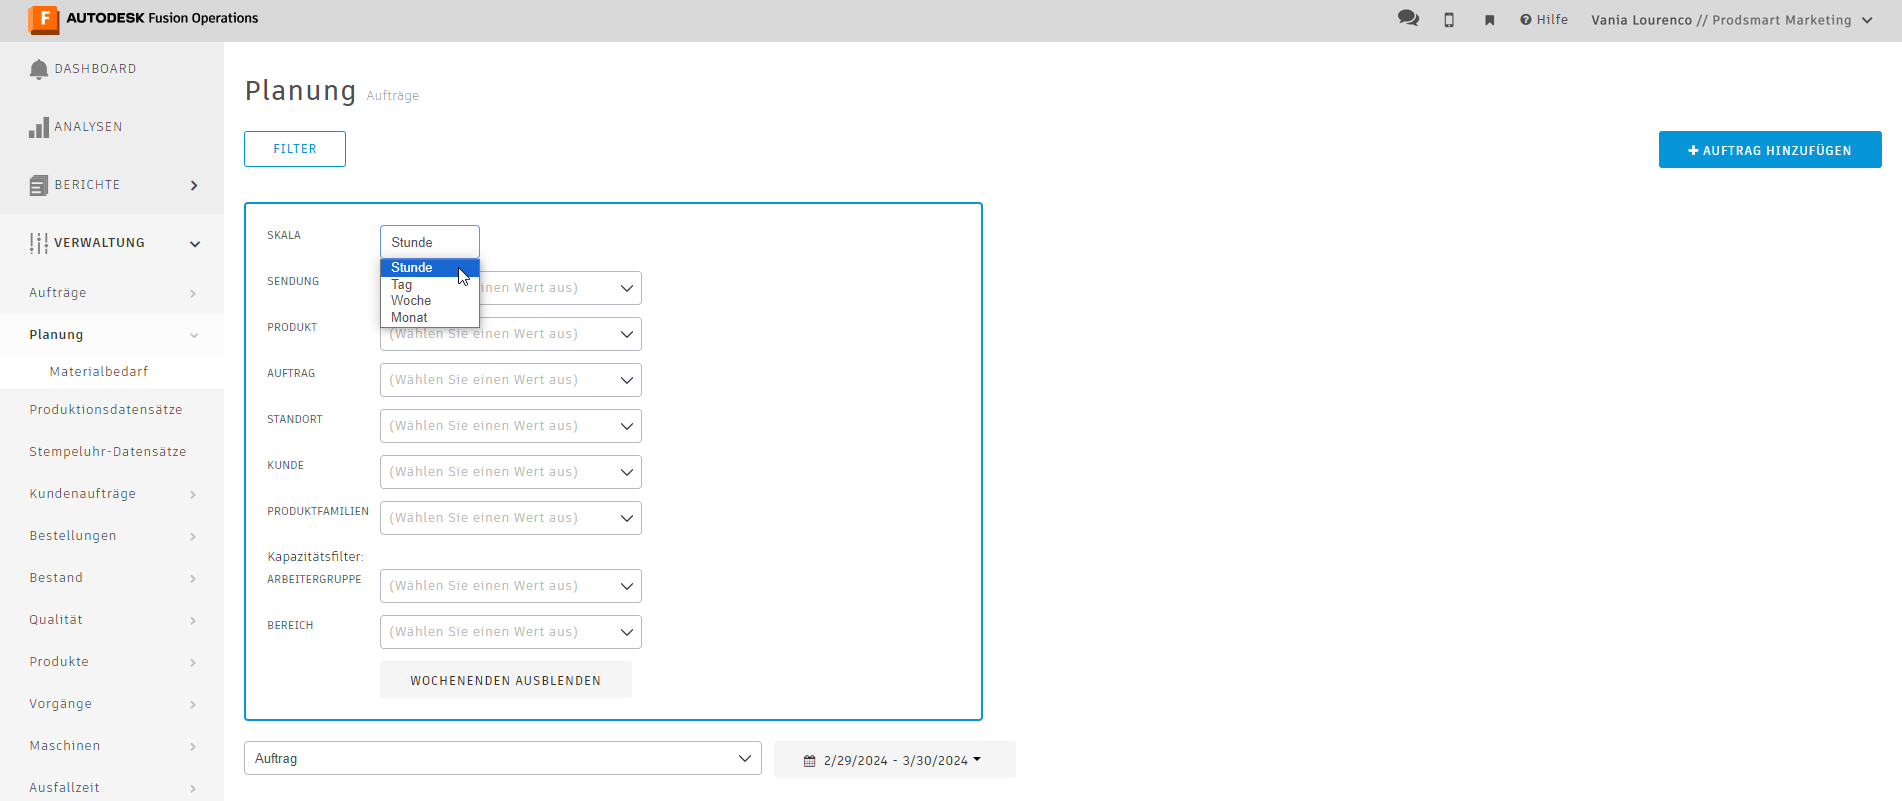 F AUTODESK Fusion Operations
Hilfe
Vania Lourenco // Prodsmart Marketing
DASHBOARD
ANALYSEN
BERICHTE
VERWALTUNG
Aufträge
Planung
Materialbedarf
Produktionsdatensätze
Stempeluhr-Datensätze
Kundenaufträge
Bestellungen
Bestand
Qualität
Produkte
Vorgänge
Maschinen
Ausfallzeit
Planung Aufträge
FILTER
+ AUFTRAG HINZUFÜGEN
SKALA
Stunde
Stunde
Tag
Woche
Monat
SENDUNG
inen Wert aus)
PRODUKT
(Wählen Sie einen Wert aus)
AUFTRAG
(Wählen Sie einen Wert aus)
STANDORT
(Wählen Sie einen Wert aus)
KUNDE
(Wählen Sie einen Wert aus)
PRODUKTFAMILIEN
(Wählen Sie einen Wert aus)
Kapazitätsfilter:
ARBEITERGRUPPE
(Wählen Sie einen Wert aus)
BEREICH
(Wählen Sie einen Wert aus)
WOCHENENDEN AUSBLENDEN
Auftrag
2/29/2024 - 3/30/2024